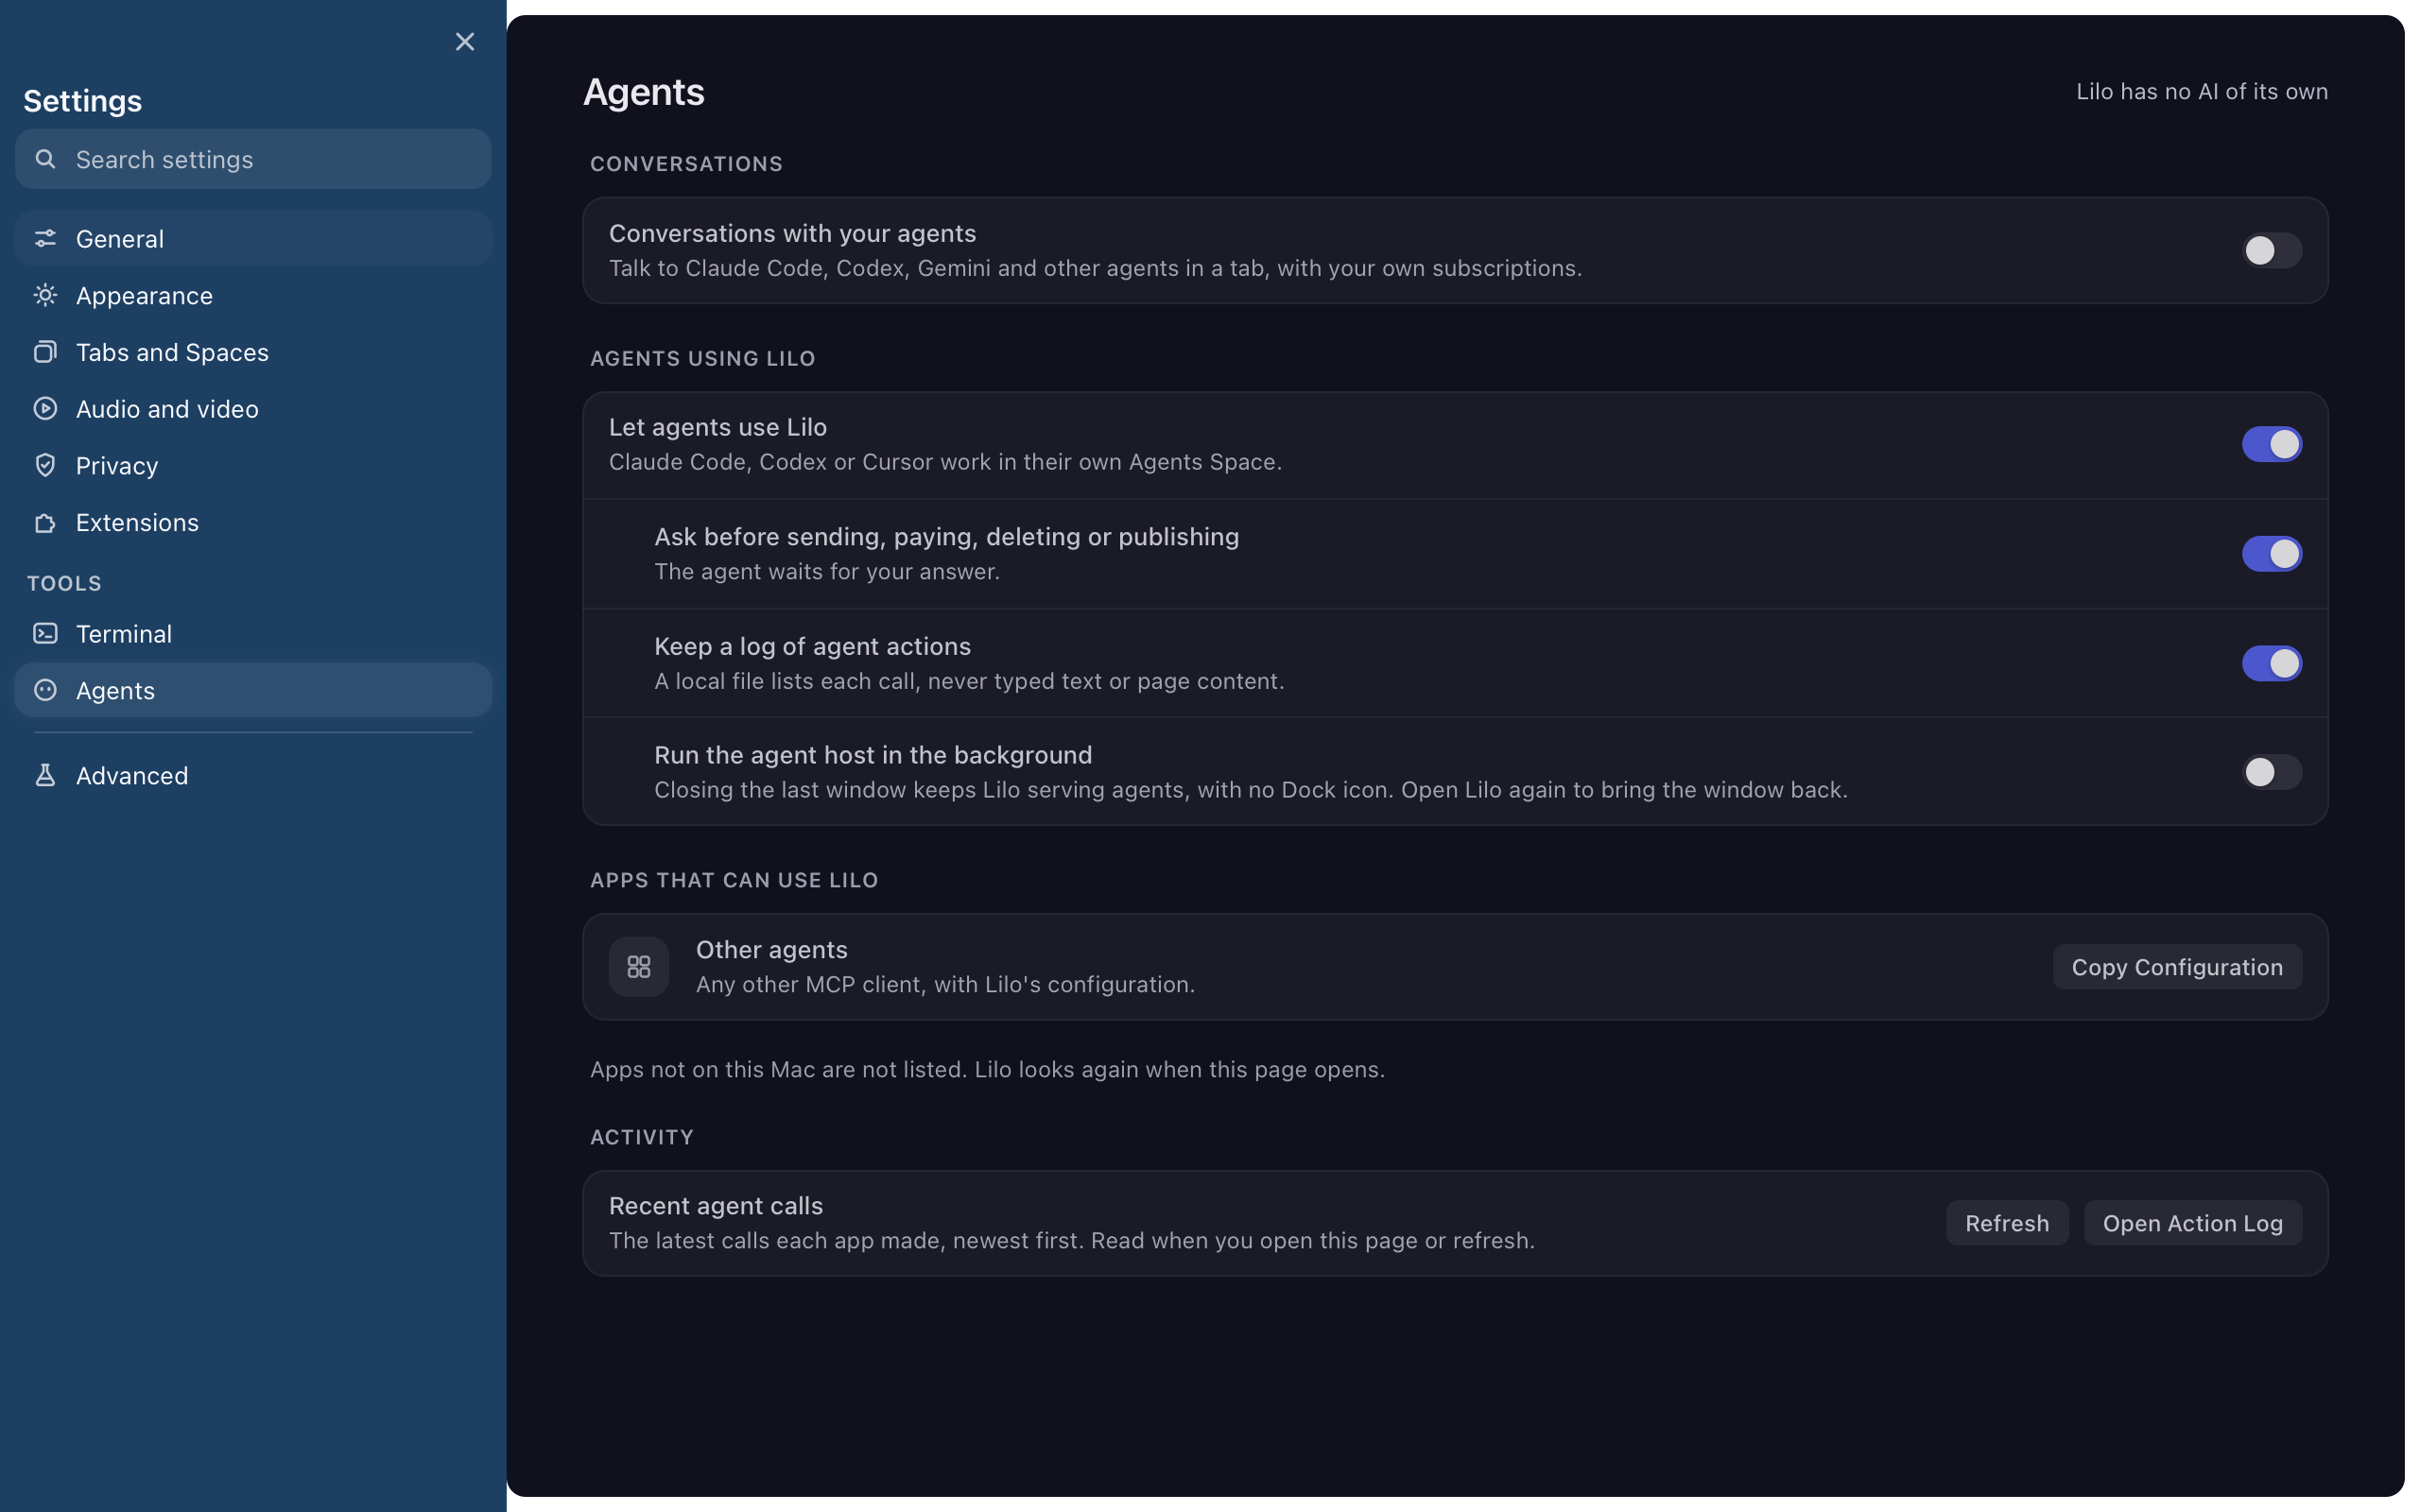 Settings
Search settings
General
Appearance
Tabs and Spaces
Audio and video
Privacy
Extensions
TOOLS
Terminal
Agents
Advanced
Agents
Lilo has no AI of its own
CONVERSATIONS
Conversations with your agents
Talk to Claude Code, Codex, Gemini and other agents in a tab, with your own subscriptions.
AGENTS USING LILO
Let agents use Lilo
Claude Code, Codex or Cursor work in their own Agents Space.
Ask before sending, paying, deleting or publishing
The agent waits for your answer.
Keep a log of agent actions
A local file lists each call, never typed text or page content.
Run the agent host in the background
Closing the last window keeps Lilo serving agents, with no Dock icon. Open Lilo again to bring the window back.
APPS THAT CAN USE LILO
Other agents
Any other MCP client, with Lilo's configuration.
Copy Configuration
Apps not on this Mac are not listed. Lilo looks again when this page opens.
ACTIVITY
Recent agent calls
The latest calls each app made, newest first. Read when you open this page or refresh.
Refresh
Open Action Log